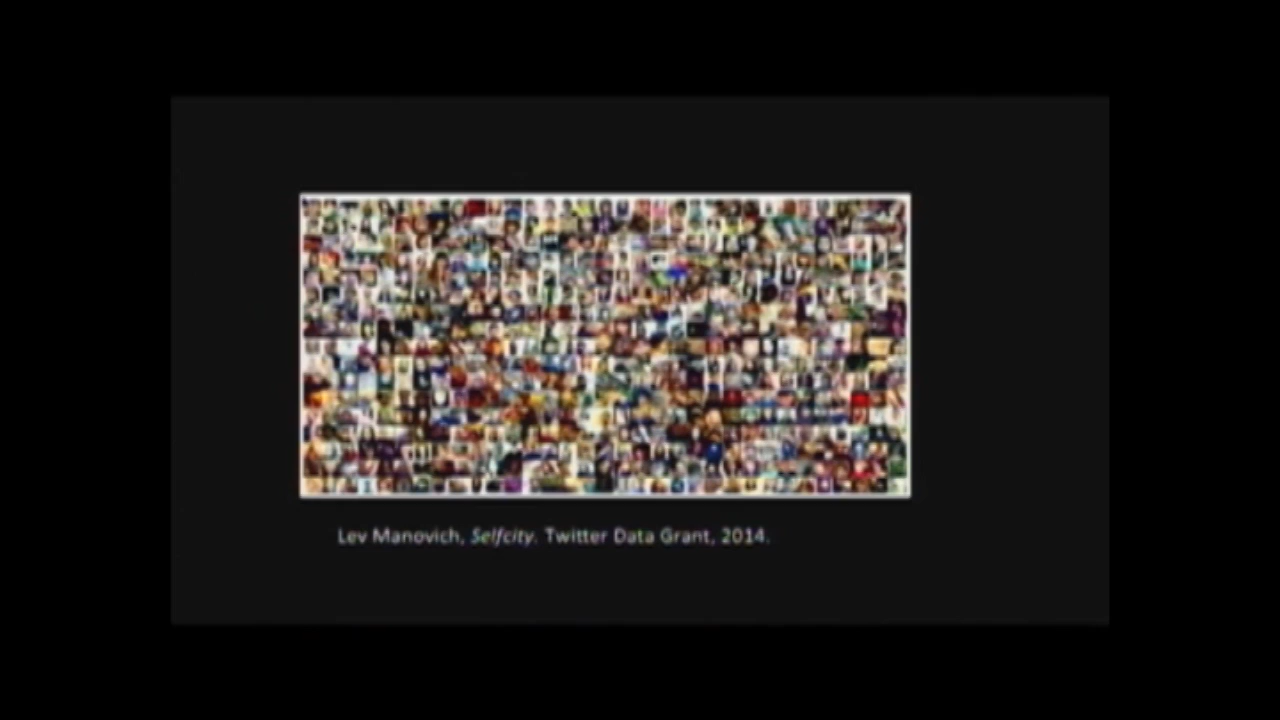 Lev Manovich, Selfcity. Twitter Data Grant, 2014.